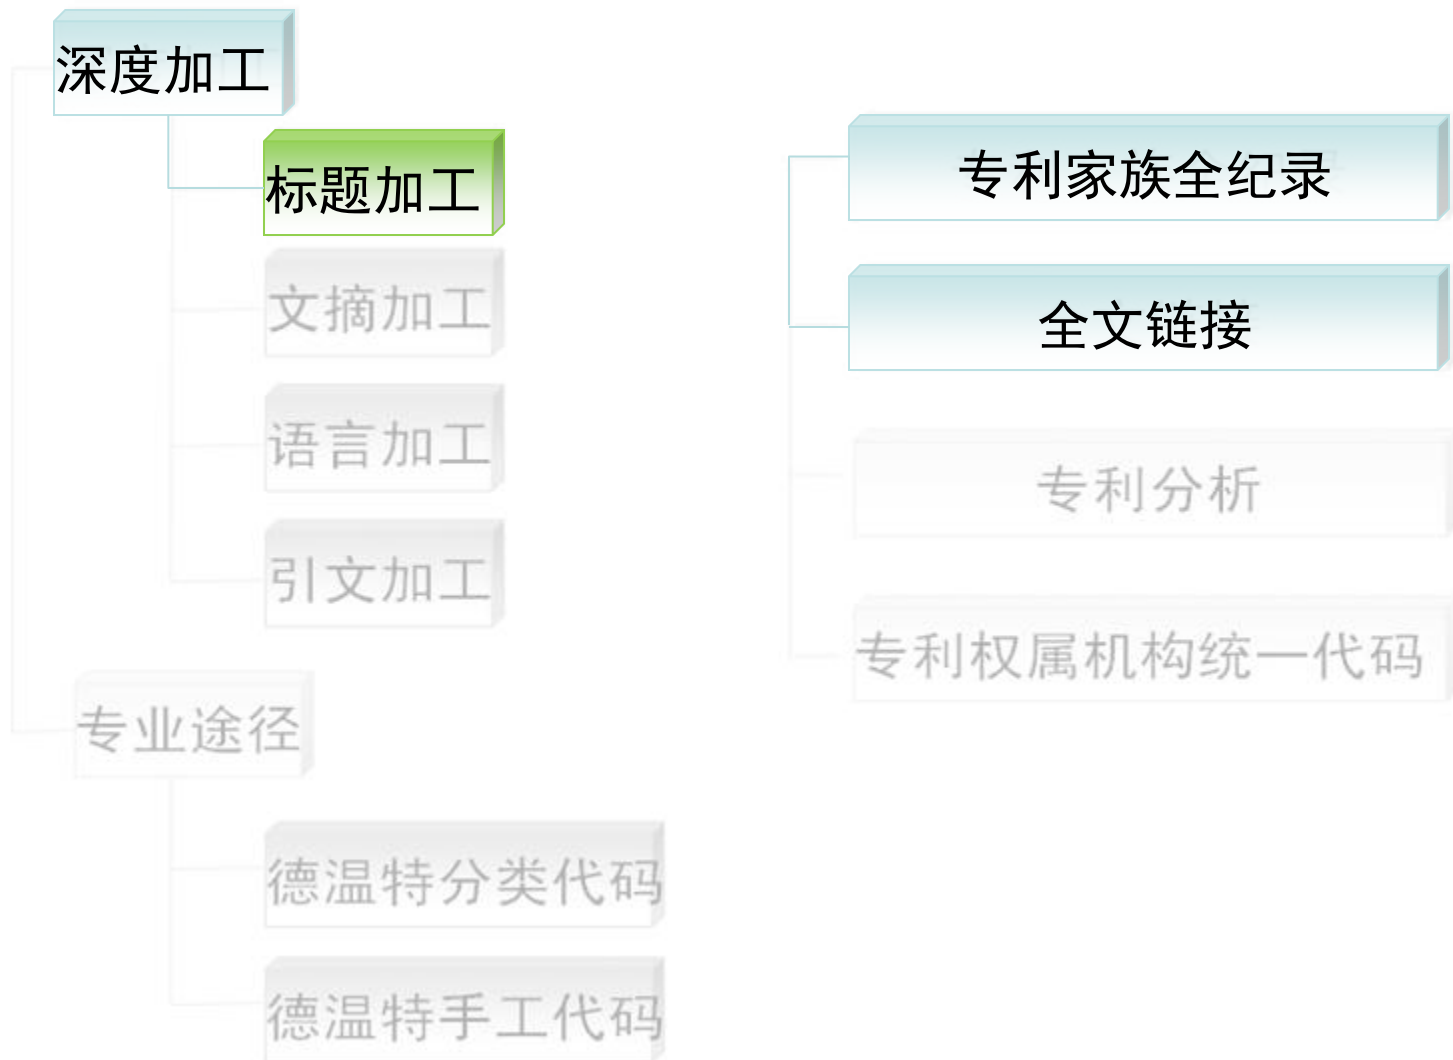 深度加工
标题加工
文摘加工
语言加工
引文加工
专业途径
德温特分类代码
德温特手工代码
专利家族全纪录
全文链接
专利分析
专利权属机构统一代码